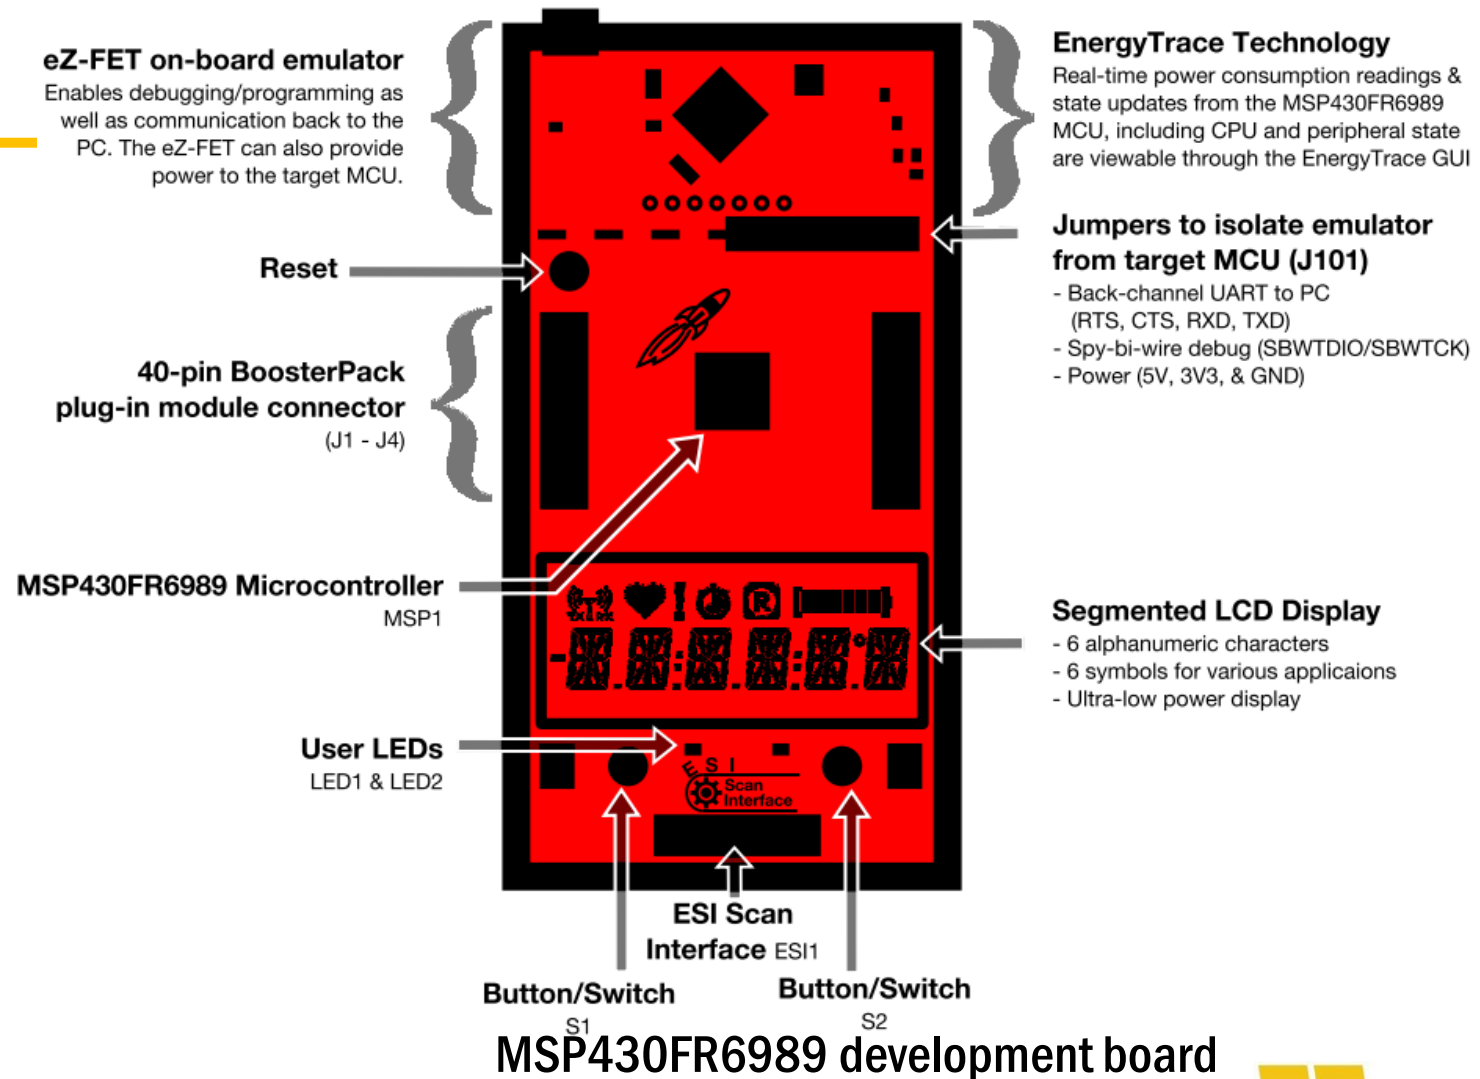 eZ-FET on-board emulator
Enables debugging/programming as
well as communication back to the
PC. The eZ-FET can also provide
power to the target MCU.
EnergyTrace Technology
Real-time power consumption readings &
state updates from the MSP430FR6989
MCU, including CPU and peripheral state
are viewable through the EnergyTrace GUI
Jumpers to isolate emulator
from target MCU (J101)
- Back-channel UART to PC
(RTS, CTS, RXD, TXD)
- Spy-bi-wire debug (SBWTDIO/SBWTCK)
- Power (5V, 3V3, & GND)
Reset
40-pin BoosterPack
plug-in module connector
(J1 - J4)
MSP430FR6989 Microcontroller
MSP1
TX RX
R
Segmented LCD Display
- 6 alphanumeric characters
- 6 symbols for various applicaions
- Ultra-low power display
User LEDs
LED1 & LED2
ESI
Scan
Interface
ESI Scan
Interface ESI1
Button/Switch
S1
Button/Switch
S2
MSP430FR6989 development board